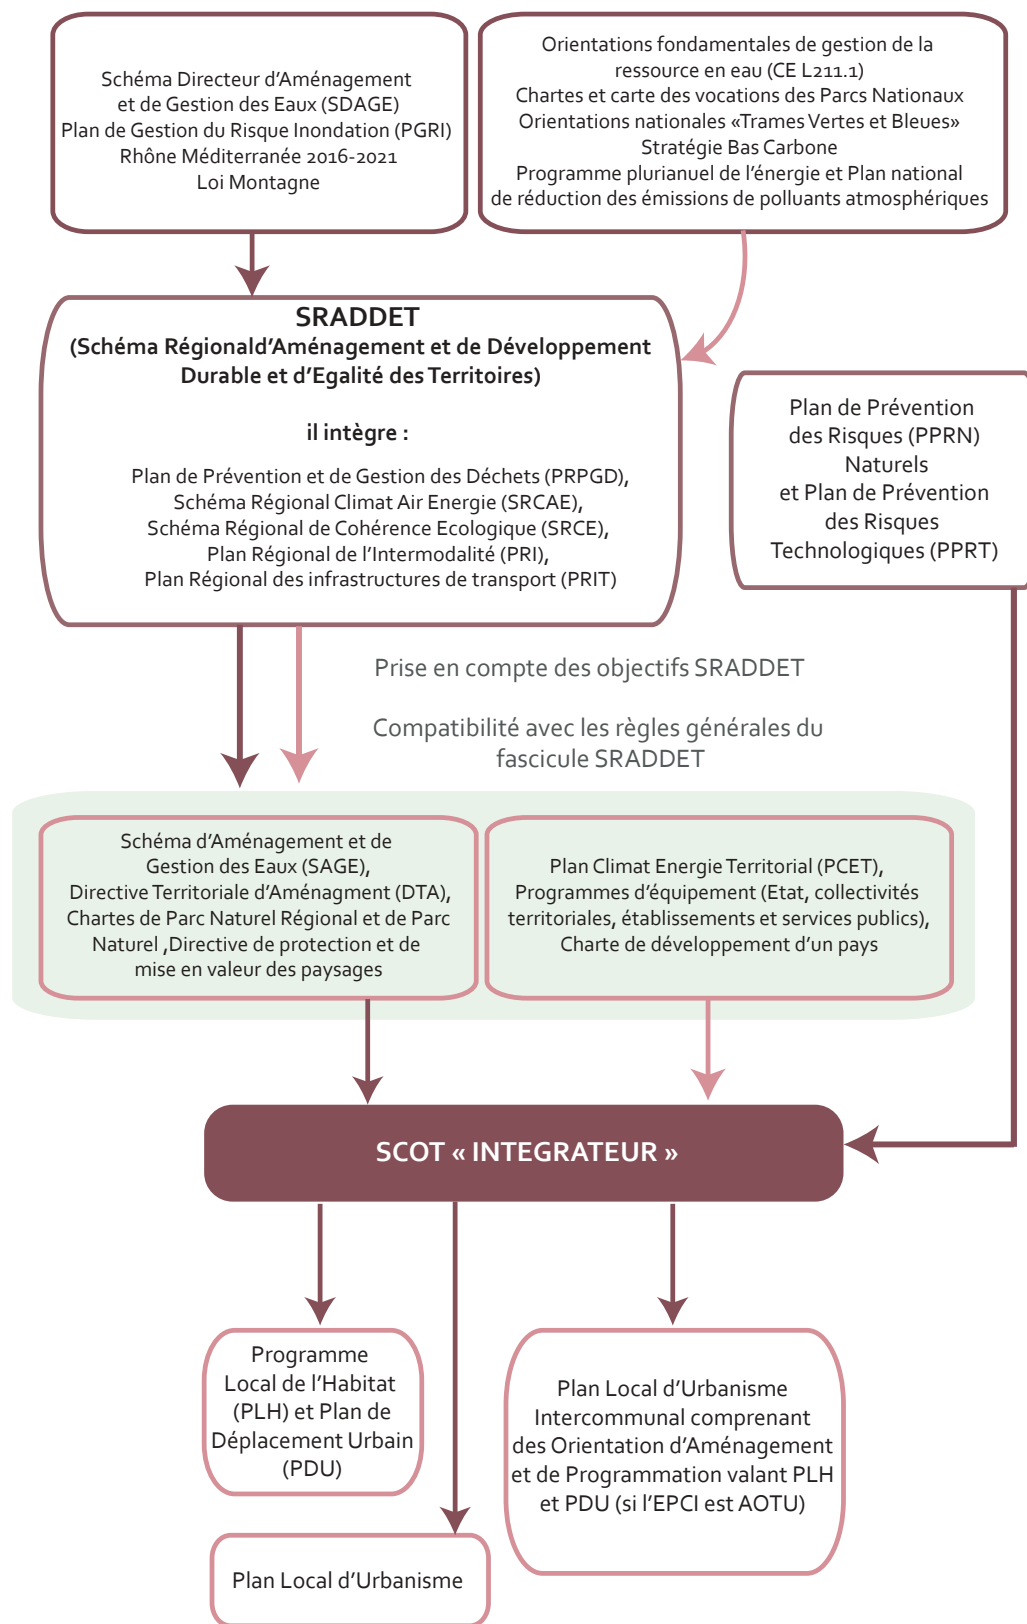 Schéma Directeur d'Aménagement
et de Gestion des Eaux (SDAGE)
Plan de Gestion du Risque Inondation (PGRI)
Rhône Méditerranée 2016-2021
Loi Montagne
Orientations fondamentales de gestion de la
ressource en eau (CE L211.1)
Chartes et carte des vocations des Parcs Nationaux
Orientations nationales «Trames Vertes et Bleues»
Stratégie Bas Carbone
Programme plurianuel de l'énergie et Plan national
de réduction des émissions de polluants atmosphériques
SRADDET
(Schéma Régionald'Aménagement et de Développement
Durable et d'Egalité des Territoires)
il intègre :
Plan de Prévention et de Gestion des Déchets (PRPGD),
Schéma Régional Climat Air Energie (SRCAE),
Schéma Régional de Cohérence Ecologique (SRCE),
Plan Régional de l'Intermodalité (PRI),
Plan Régional des infrastructures de transport (PRIT)
Plan de Prévention
des Risques (PPRN)
Naturels
et Plan de Prévention
des Risques
Technologiques (PPRT)
Prise en compte des objectifs SRADDET
Compatibilité avec les règles générales du
fascicule SRADDET
Schéma d'Aménagement et de
Gestion des Eaux (SAGE),
Directive Territoriale d'Aménagment (DTA),
Chartes de Parc Naturel Régional et de Parc
Naturel ,Directive de protection et de
mise en valeur des paysages
Plan Climat Energie Territorial (PCET),
Programmes d'équipement (Etat, collectivités
territoriales, établissements et services publics),
Charte de développement d'un pays
SCOT « INTEGRATEUR »
Programme
Local de l'Habitat
(PLH) et Plan de
Déplacement Urbain
(PDU)
Plan Local d'Urbanisme
Intercommunal comprenant
des Orientation d'Aménagement
et de Programmation valant PLH
et PDU (si l'EPCI est AOTU)
Plan Local d'Urbanisme